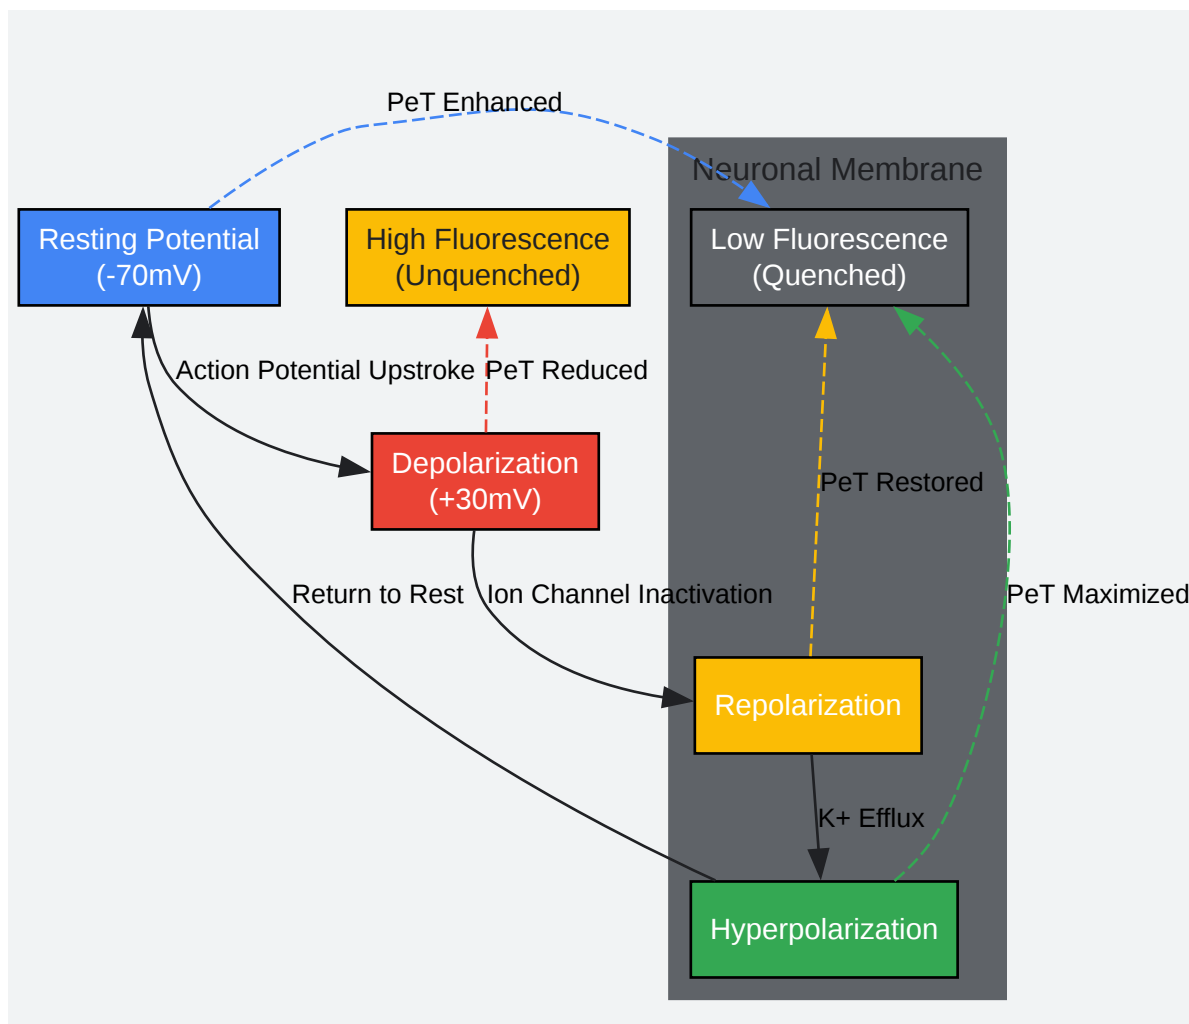 PeT Enhanced
Neuronal Membrane
Resting Potential
(-70mV)
High Fluorescence
(Unquenched)
Low Fluorescence
(Quenched)
Action Potential Upstroke
PeT Reduced
Depolarization
(+30mV)
PeT Restored
Return to Rest
Ion Channel Inactivation
PeT Maximized
Repolarization
K+ Efflux
Hyperpolarization